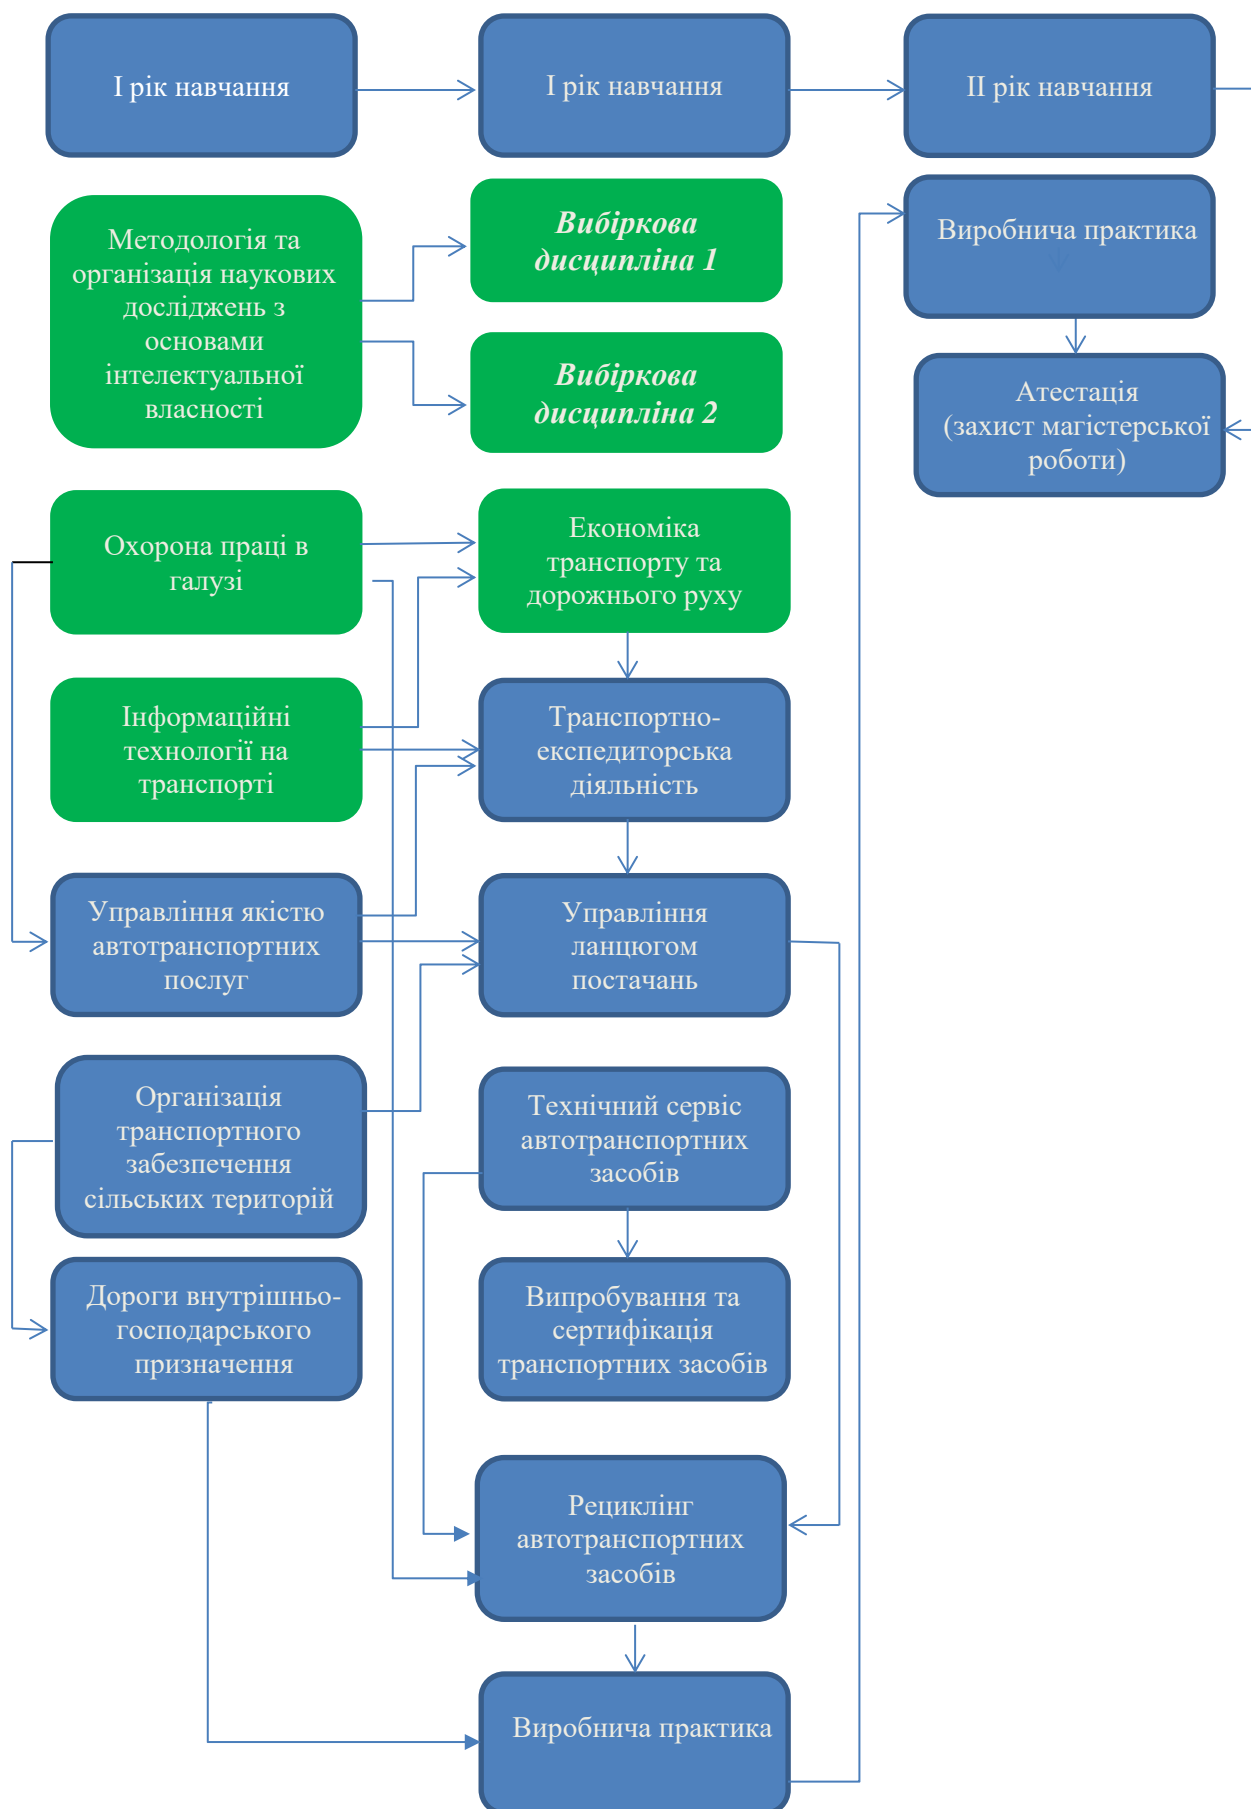 І рік навчання
І рік навчання
ІІ рік навчання
Методологія та
організація наукових
досліджень з
основами
інтелектуальної
власності
Вибіркова
дисципліна 1
Виробнича практика
Вибіркова
дисципліна 2
Атестація
(захист магістерської
роботи)
Охорона праці в
галузі
Економіка
транспорту та
дорожнього руху
Інформаційні
технології на
транспорті
Транспортно-
експедиторська
діяльність
Управління якістю
автотранспортних
послуг
Управління
ланцюгом
постачань
Організація
транспортного
забезпечення
сільських територій
Технічний сервіс
автотранспортних
засобів
Дороги внутрішньо-
господарського
призначення
Випробування та
сертифікація
транспортних засобів
Рециклінг
автотранспортних
засобів
Виробнича практика